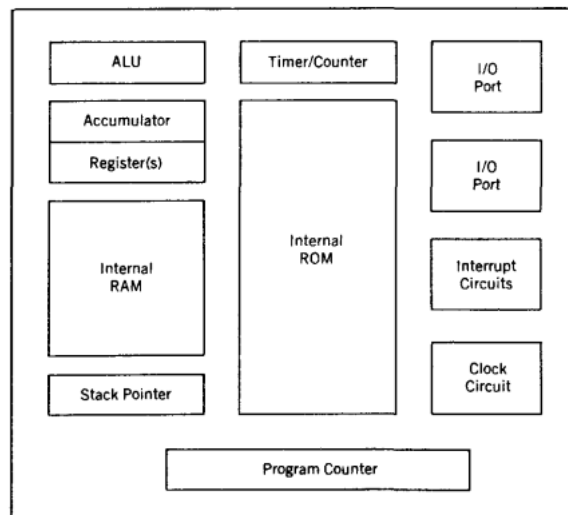 ALU
Accumulator
Register(s)
Internal
RAM
Stack Pointer
Timer/Counter
Internal
ROM
I/O
Port
I/O
Port
Interrupt
Circuits
Clock
Circuit
Program Counter